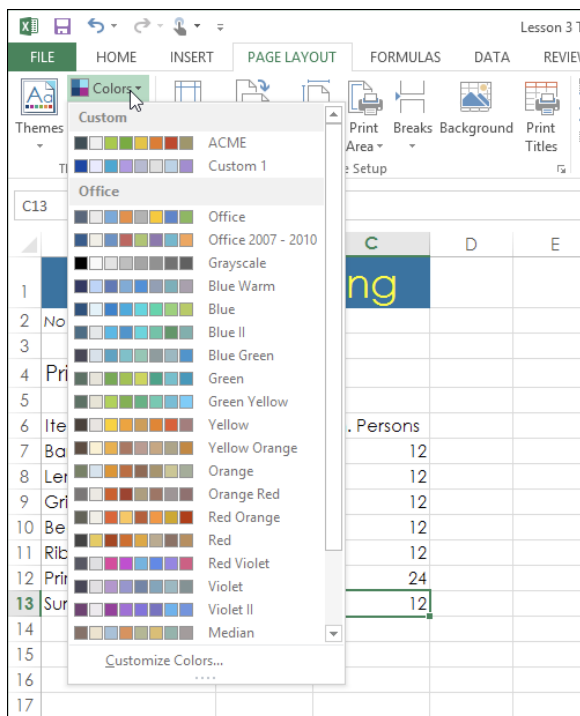 Lesson 3 T
FILE HOME INSERT PAGE LAYOUT FORMULAS DATA REVIEW
Colors
Themes
Print Area
Breaks
Background
Print Titles
Setup
C13
C D E
Custom
ACME
Custom 1
Office
Office
Office 2007 - 2010
Grayscale
Blue Warm
Blue
Blue II
Blue Green
Green
Green Yellow
Yellow
Yellow Orange
Orange
Orange Red
Red Orange
Red
Red Violet
Violet
Violet II
Median
Customize Colors...
1 ng
2 No
3
4 Pri
5
6 Ite . Persons
7 Ba 12
8 Ler 12
9 Gri 12
10 Be 12
11 Rib 12
12 Prin 24
13 Sur 12
14
15
16
17